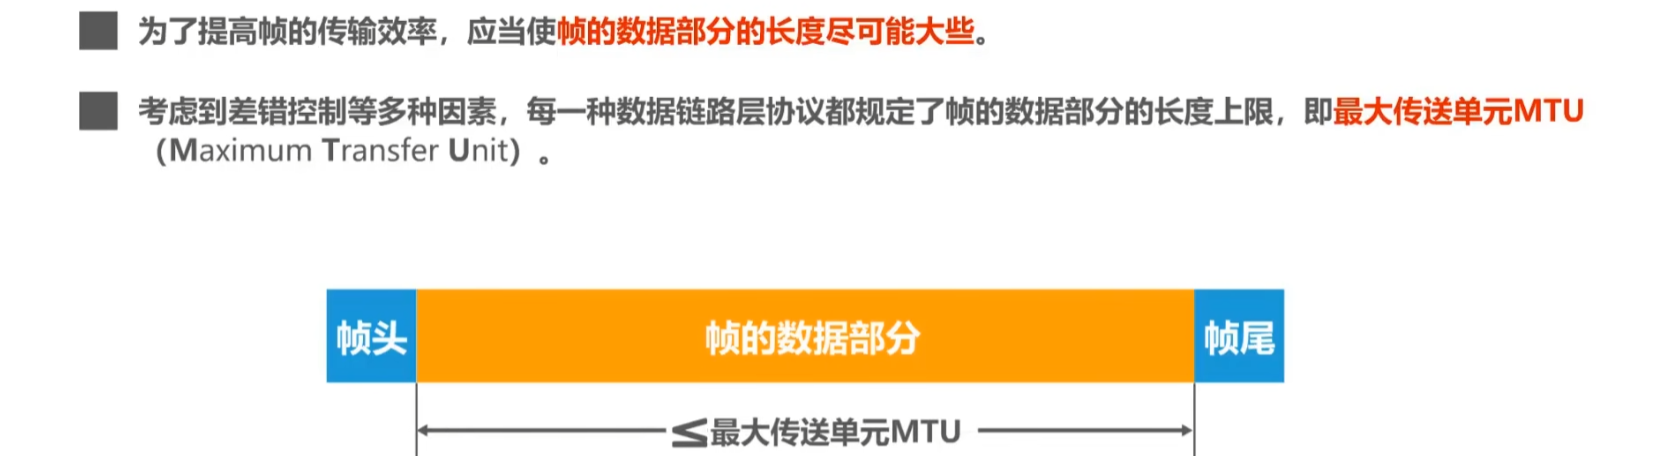 为了提高帧的传输效率，应当使帧的数据部分的长度尽可能大些。
考虑到差错控制等多种因素，每一种数据链路层协议都规定了帧的数据部分的长度上限，即最大传送单元MTU
（Maximum Transfer Unit）。
帧头 帧的数据部分 帧尾
≤最大传送单元MTU